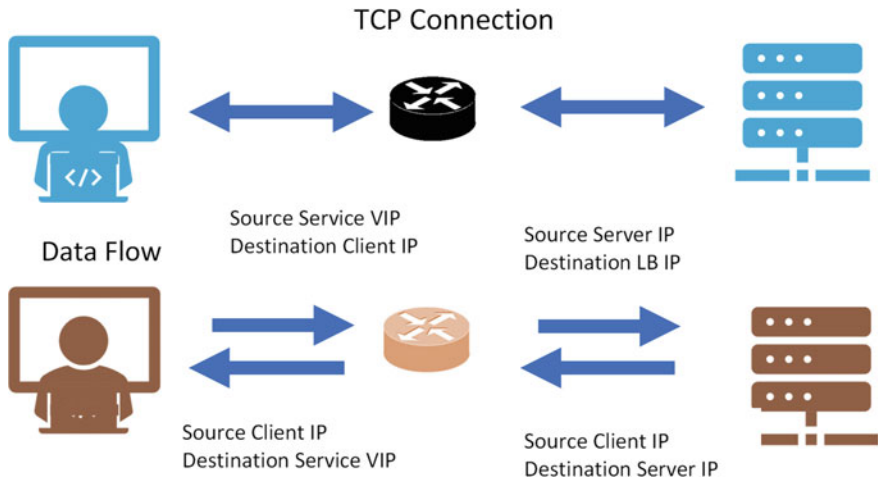 TCP Connection
</>
Source Service VIP
Destination Client IP
Source Server IP
Destination LB IP
Data Flow
Source Client IP
Destination Service VIP
Source Client IP
Destination Server IP